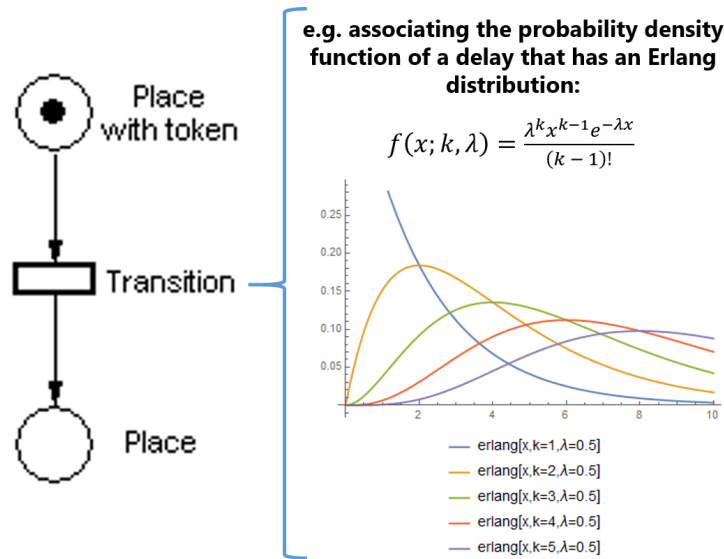 e.g. associating the probability density
function of a delay that has an Erlang
distribution:
f(x; k, λ) = λ^k x^(k−1) e^(−λx) / (k − 1)!
Place
with token
Transition
Place
0.25
0.20
0.15
0.10
0.05
2 4 6 8 10
erlang[x,k=1,λ=0.5]
erlang[x,k=2,λ=0.5]
erlang[x,k=3,λ=0.5]
erlang[x,k=4,λ=0.5]
erlang[x,k=5,λ=0.5]